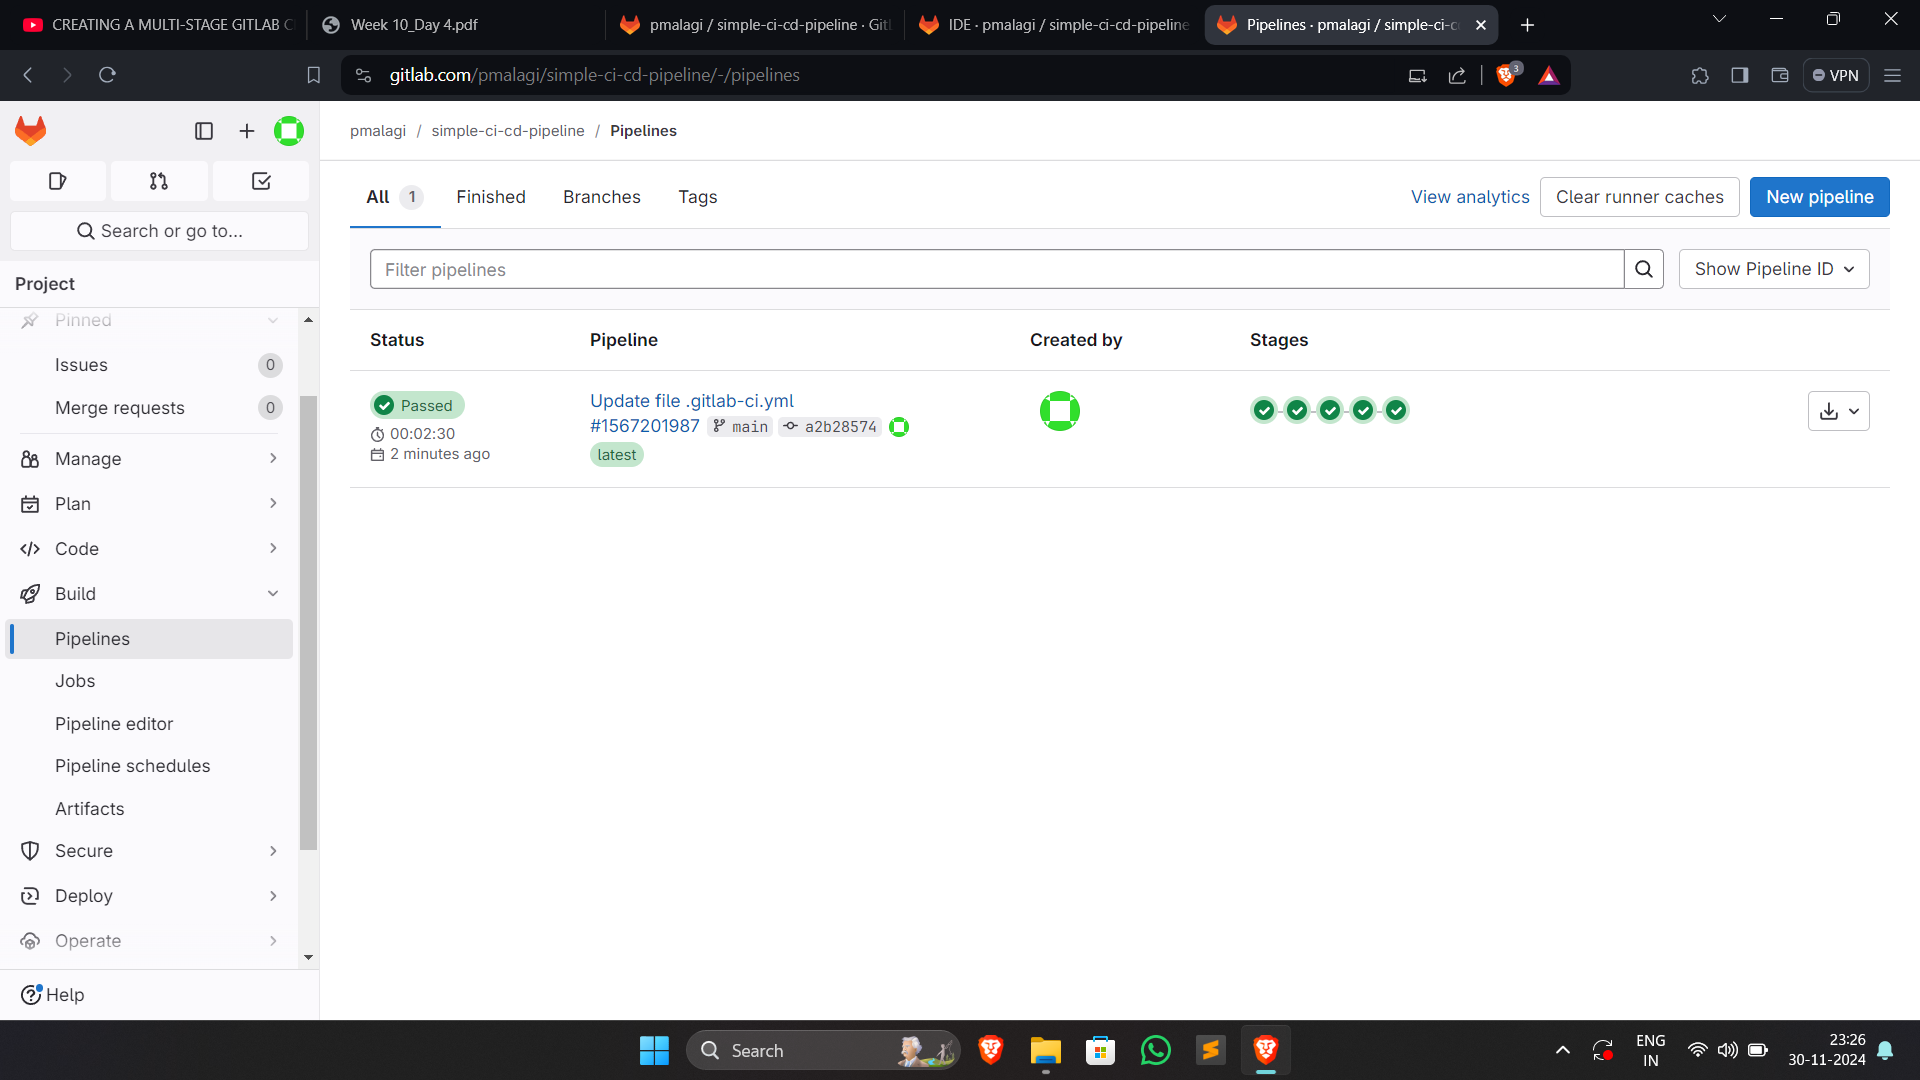 CREATING A MULTI-STAGE GITLAB C
Week 10_Day 4.pdf
pmalagi / simple-ci-cd-pipeline · Git
IDE · pmalagi / simple-ci-cd-pipeline
Pipelines · pmalagi / simple-ci-c
gitlab.com/pmalagi/simple-ci-cd-pipeline/-/pipelines
3
VPN
pmalagi / simple-ci-cd-pipeline / Pipelines
All 1
Finished
Branches
Tags
View analytics
Clear runner caches
New pipeline
Search or go to...
Filter pipelines
Show Pipeline ID
Project
Pinned
Issues 0
Merge requests 0
Manage
Plan
Code
Build
Pipelines
Jobs
Pipeline editor
Pipeline schedules
Artifacts
Secure
Deploy
Operate
Help
Status
Pipeline
Created by
Stages
Passed
00:02:30
2 minutes ago
Update file .gitlab-ci.yml
#1567201987 main a2b28574
latest
Search
ENG
IN
23:26
30-11-2024